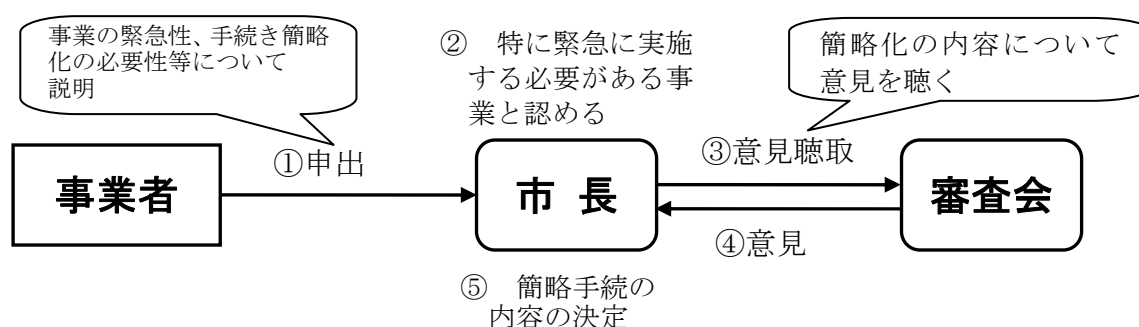 事業の緊急性、手続き簡略
化の必要性等について
説明
② 特に緊急に実施
する必要がある事
業と認める
簡略化の内容について
意見を聴く
①申出
③意見聴取
事業者
市 長
審査会
④意見
⑤ 簡略手続の
内容の決定